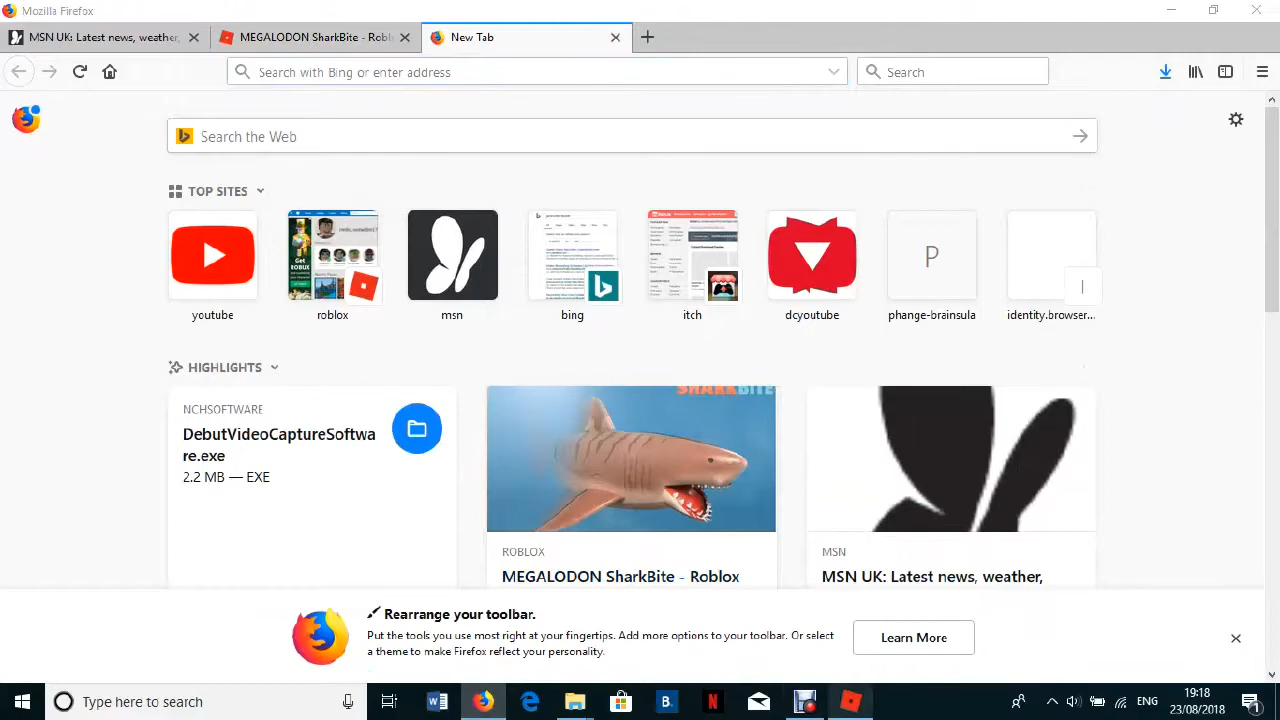 Mozilla Firefox
MSN UK: Latest news, weather,
MEGALODON SharkBite - Robl
New Tab
Search with Bing or enter address
Search
Search the Web
TOP SITES
youtube
roblox
msn
bing
itch
P
dcyoutube
phange-brainsula
identity.browser...
HIGHLIGHTS
NCHSOFTWARE
DebutVideoCaptureSoftwa
re.exe
2.2 MB — EXE
SHARKBITE
ROBLOX
MEGALODON SharkBite - Roblox
MSN
MSN UK: Latest news, weather,
Rearrange your toolbar.
Put the tools you use most right at your fingertips. Add more options to your toolbar. Or select
a theme to make Firefox reflect your personality.
Learn More
Type here to search
ENG
19:18
23/08/2018